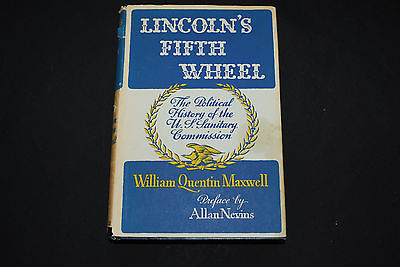 LINCOLN'S
FIFTH
WHEEL
The Political
History of the
U. S. Sanitary
Commission
William Quentin Maxwell
Preface by
Allan Nevins